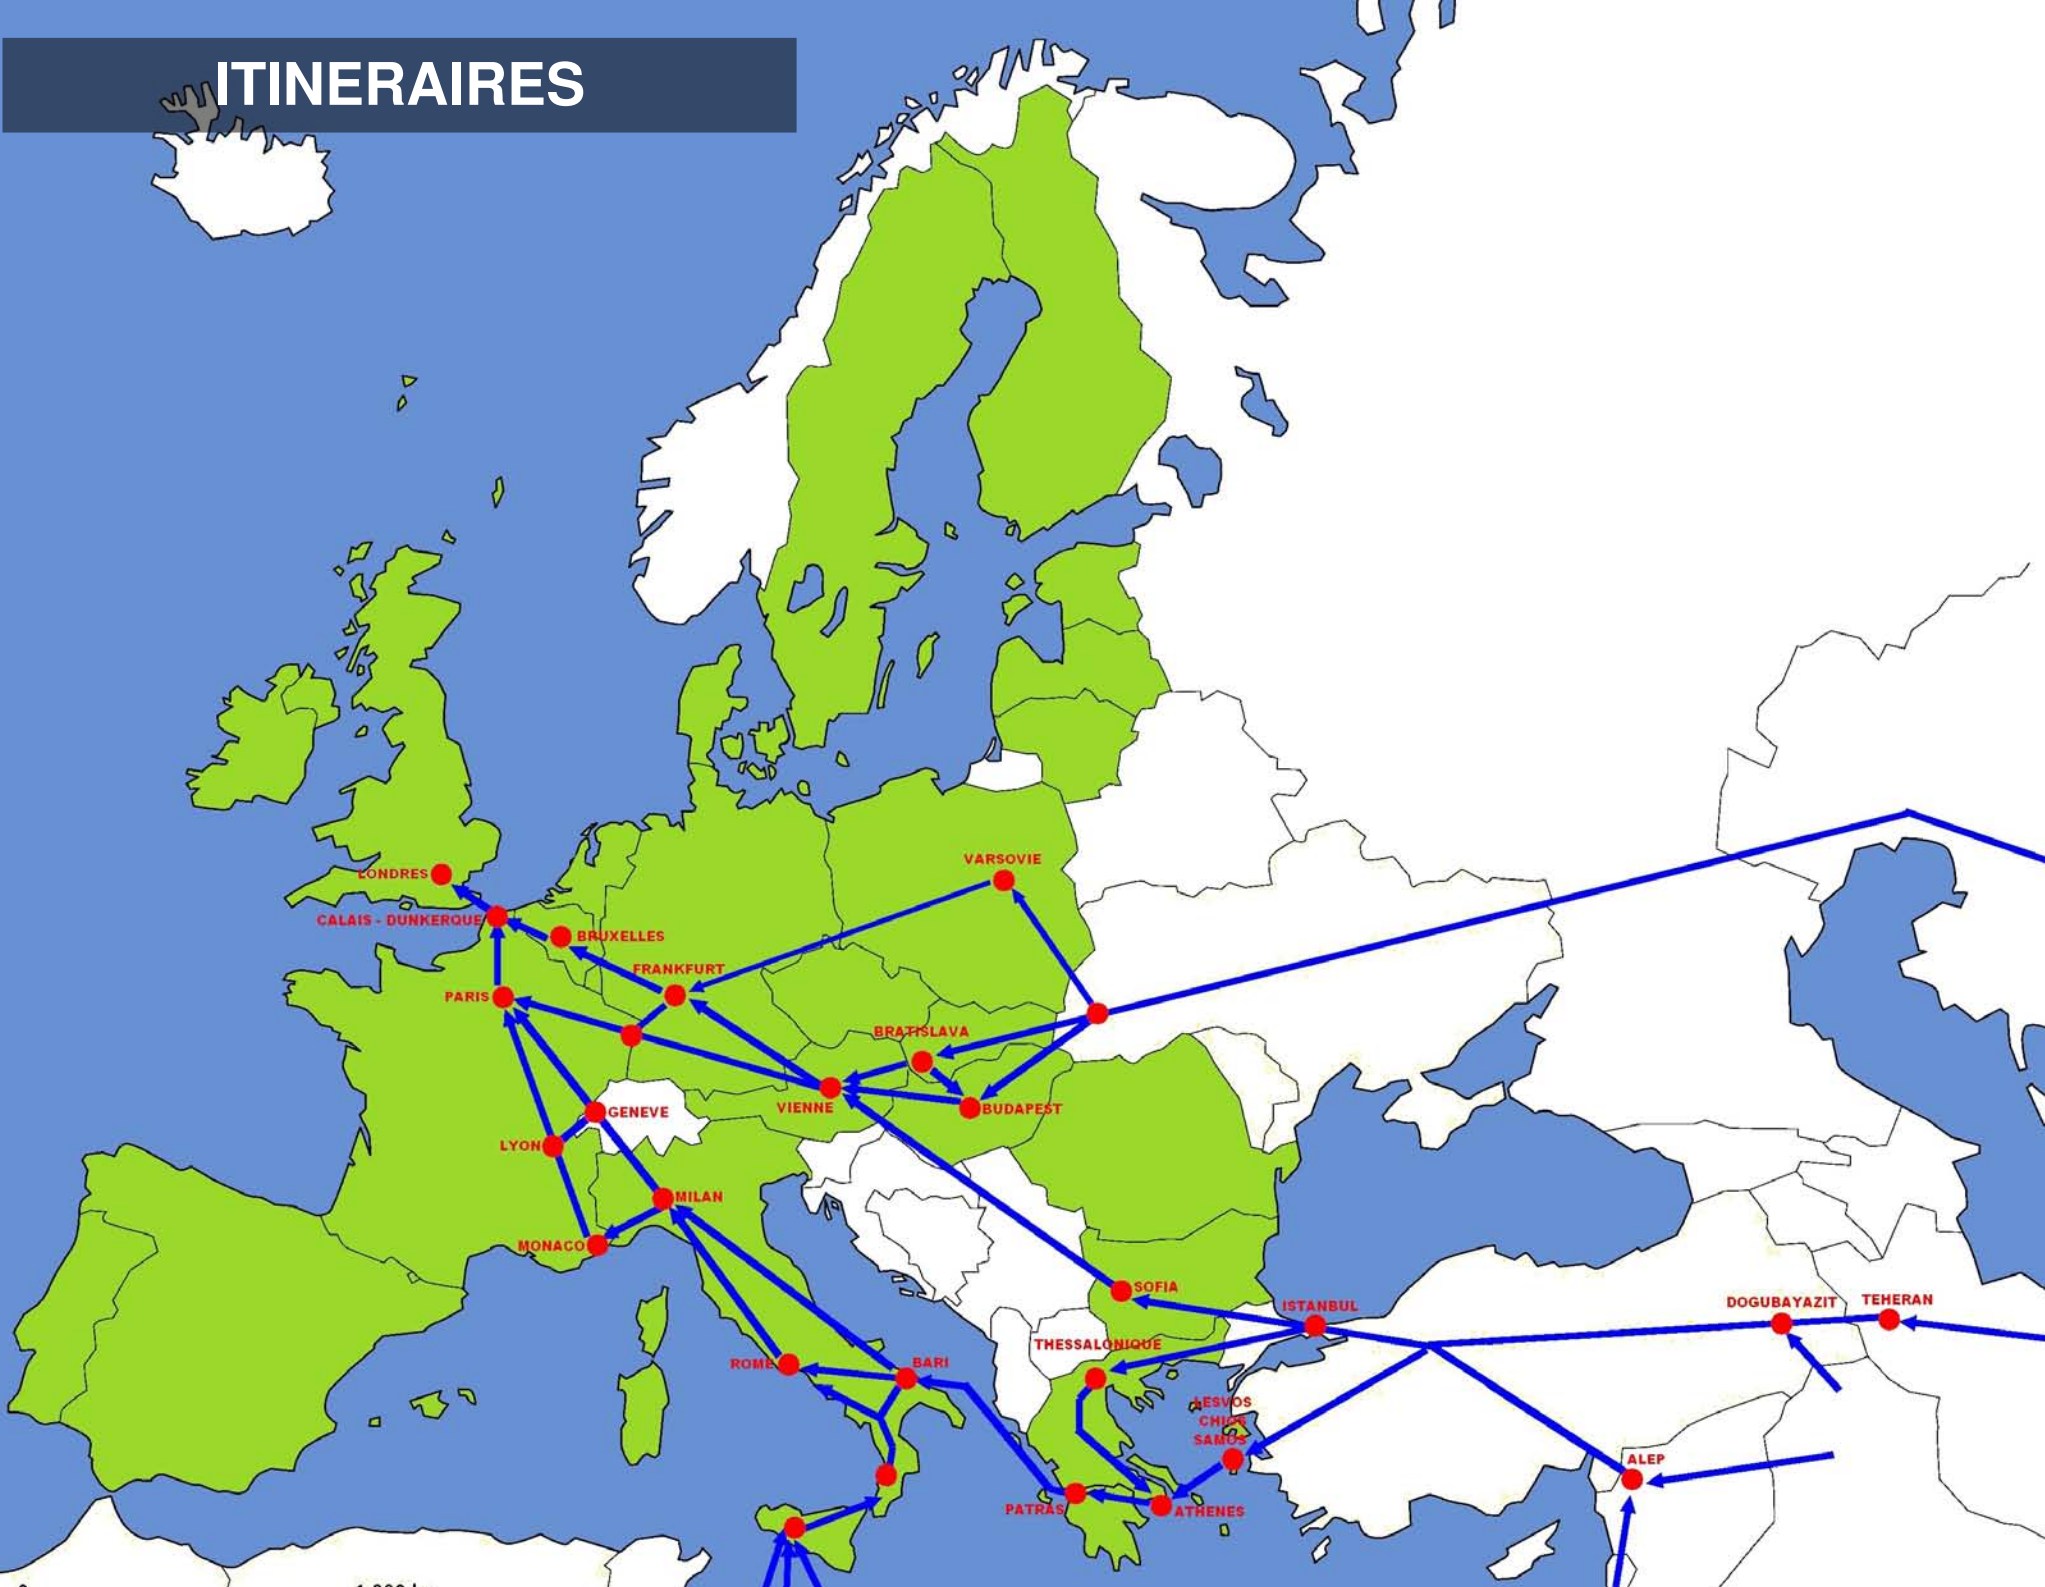 ITINERAIRES
VARSOVIE
LONDRES
CALAIS - DUNKERQUE
BRUXELLES
FRANKFURT
PARIS
BRATISLAVA
VIENNE
BUDAPEST
GENEVE
LYON
MILAN
MONACO
SOFIA
ISTANBUL
DOGUBAYAZIT
TEHERAN
THESSALONIQUE
ROME
BARI
LESVOS
CHIOS
SAMOS
ALEP
PATRAS
ATHENES